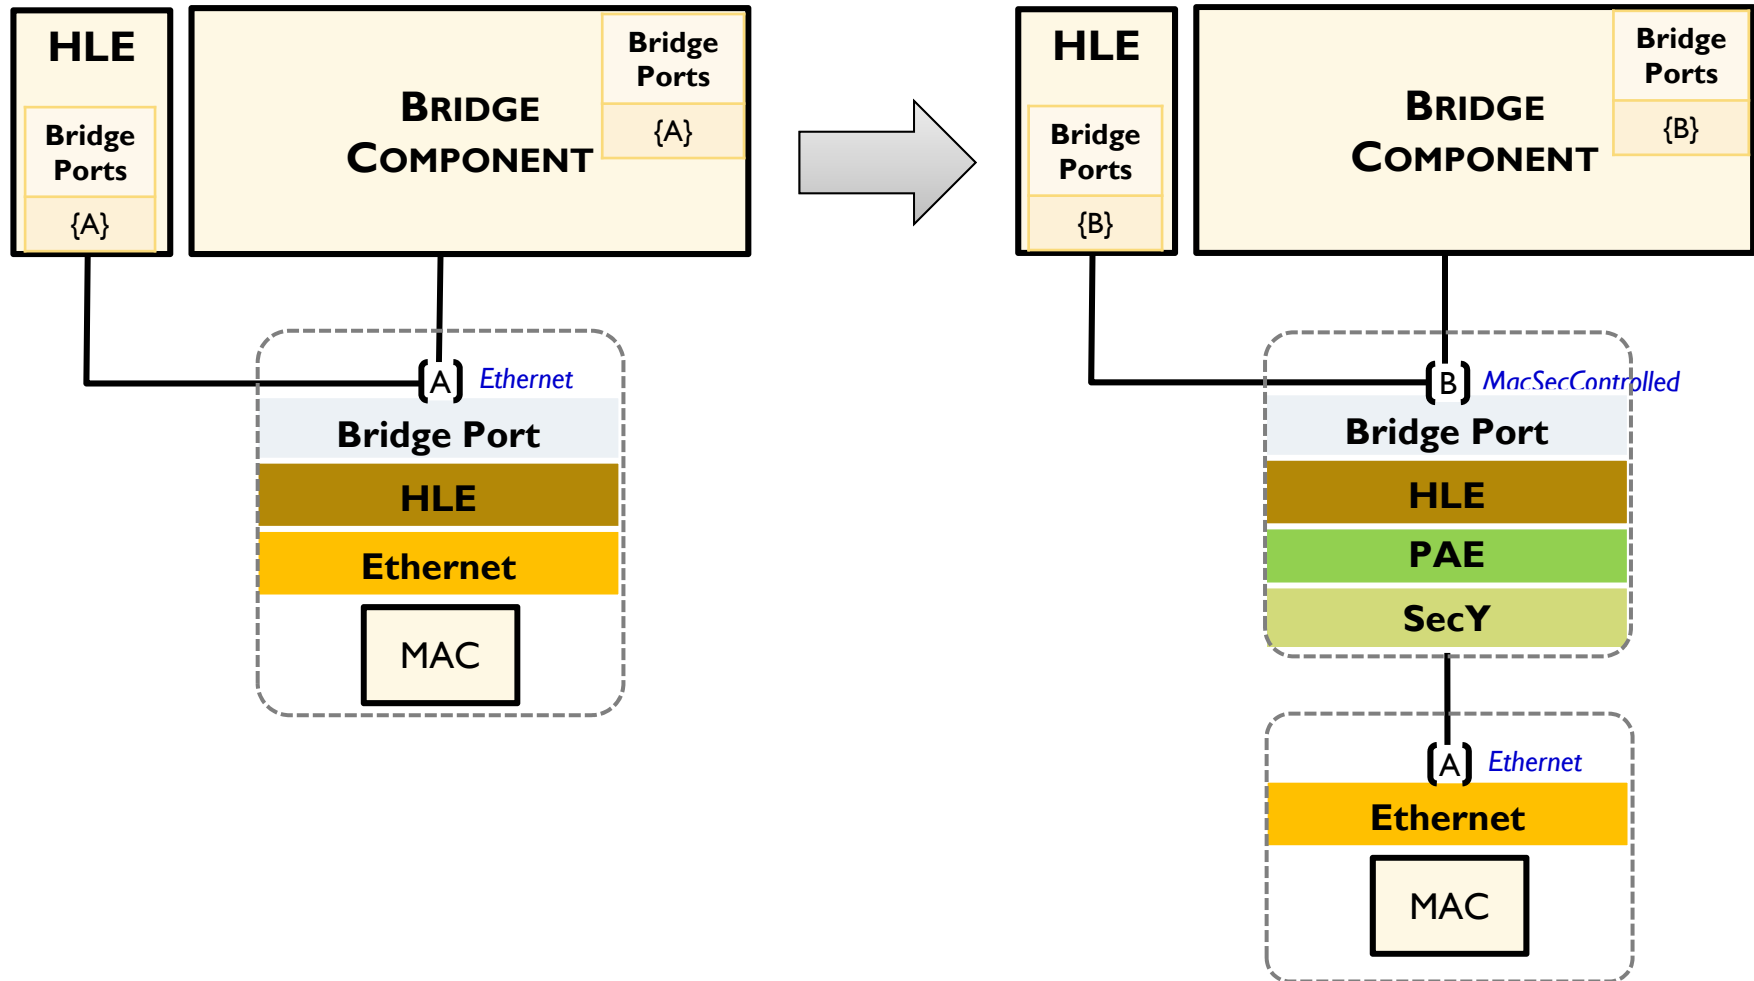 HLE
Bridge
Ports
{A}
BRIDGE
COMPONENT
Bridge
Ports
{A}
[A]
Ethernet
Bridge Port
HLE
Ethernet
MAC
HLE
Bridge
Ports
{B}
BRIDGE
COMPONENT
Bridge
Ports
{B}
[B]
MacSecControlled
Bridge Port
HLE
PAE
SecY
[A]
Ethernet
Ethernet
MAC